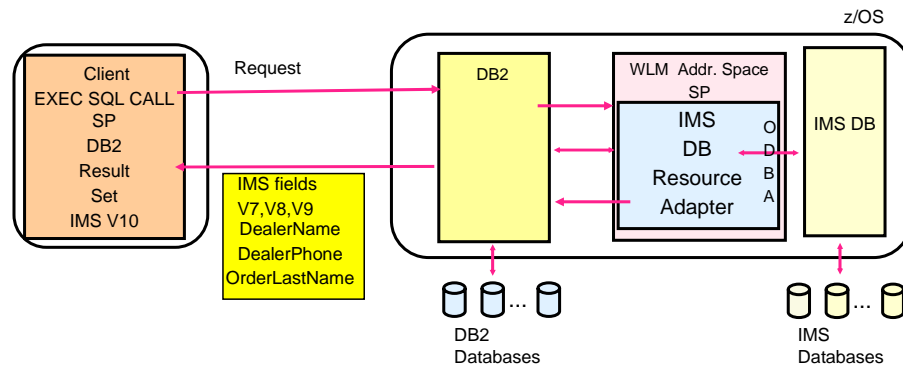 z/OS
Client
EXEC SQL CALL
SP
DB2
Result
Set
IMS V10
Request
IMS fields
V7,V8,V9
DealerName
DealerPhone
OrderLastName
DB2
WLM Addr. Space
SP
IMS
DB
Resource
Adapter
O
D
B
A
IMS DB
...
DB2
Databases
...
IMS
Databases